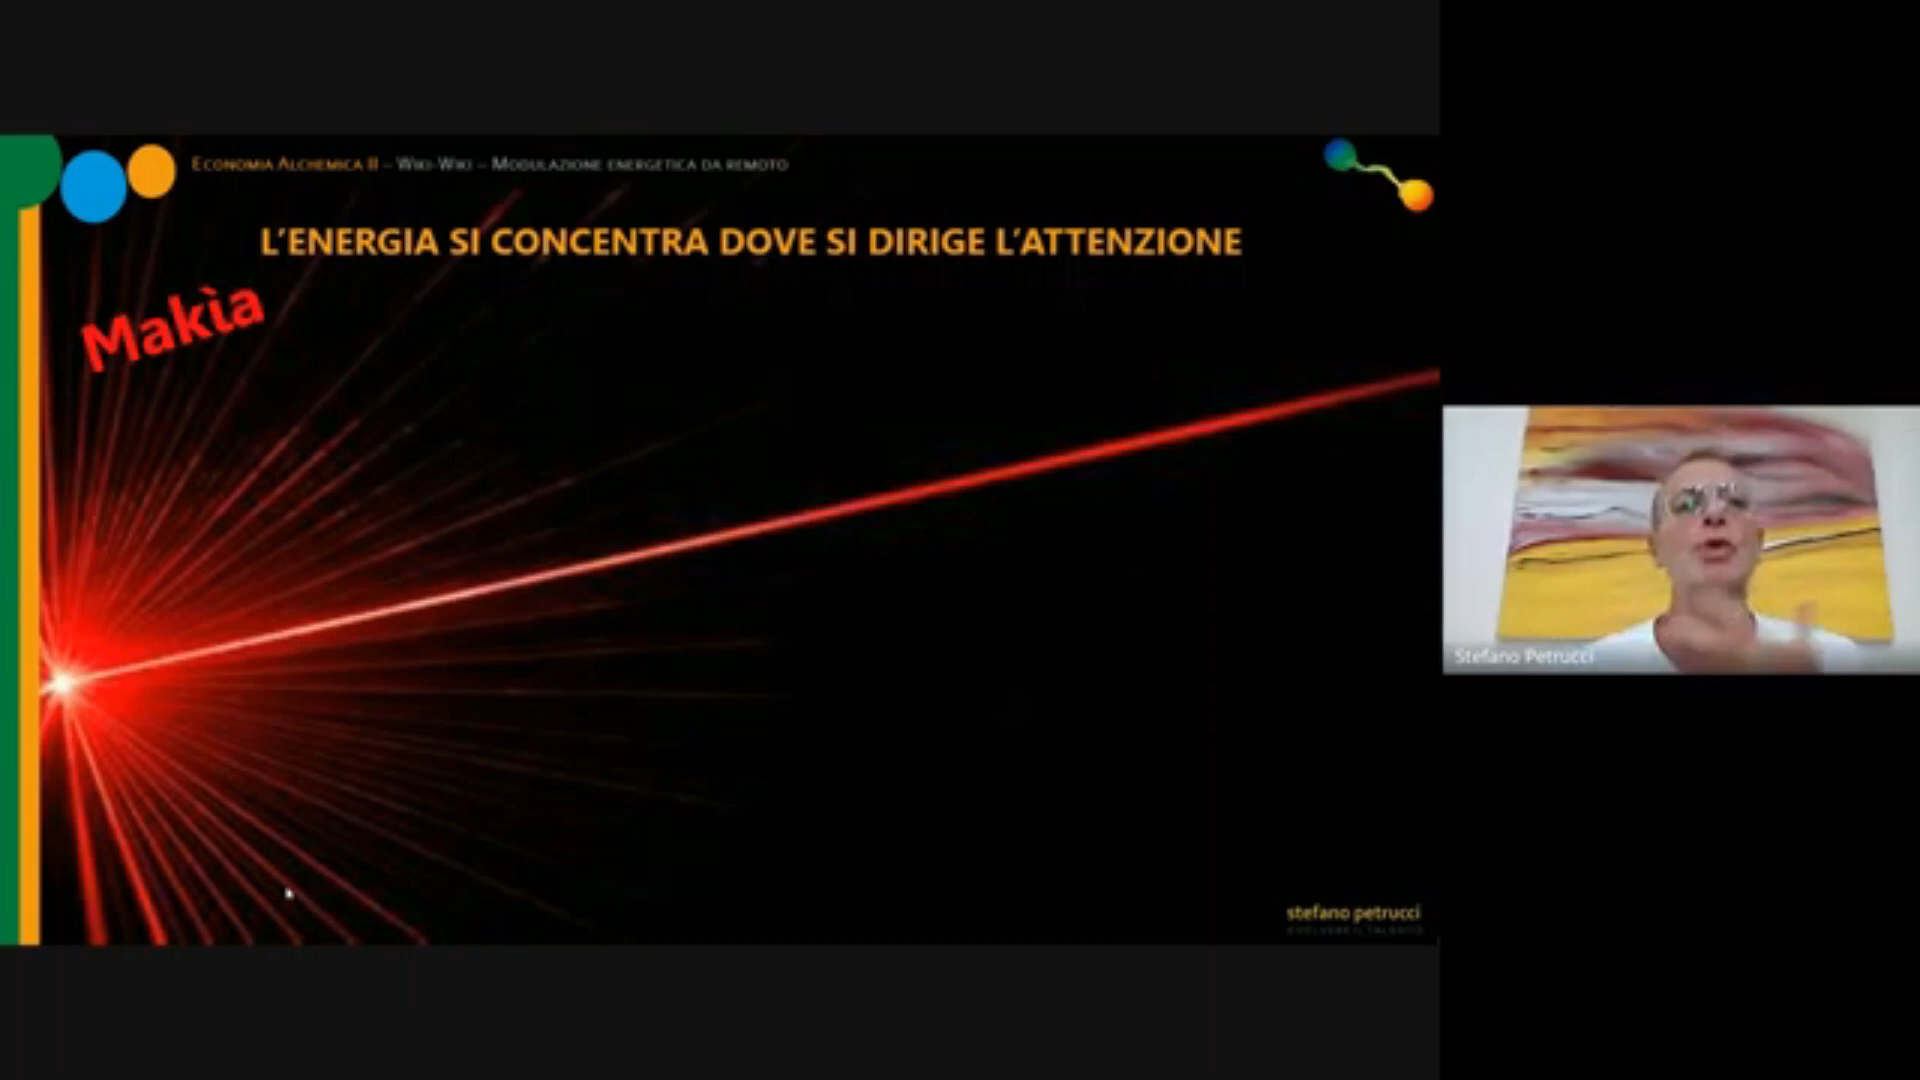 ECONOMIA ALCHEMICA II – WIKI-WIKI – MODULAZIONE ENERGETICA DA REMOTO
L'ENERGIA SI CONCENTRA DOVE SI DIRIGE L'ATTENZIONE
Makìa
Stefano Petrucci
stefano petrucci